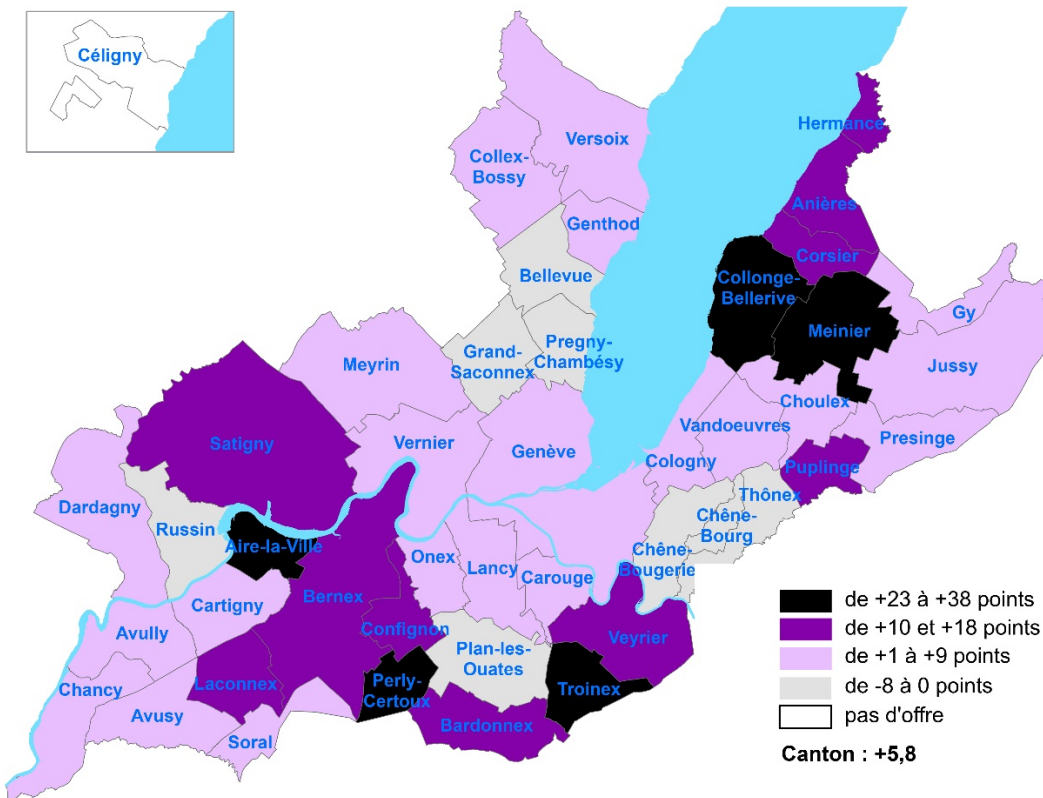 Céligny
Hermance
Versoix
Collex-
Bossy
Anières
Genthod
Corsier
Bellevue
Collonge-
Bellerive
Gy
Meinier
Pregny-
Chambésy
Grand-
Saconnex
Meyrin
Jussy
Choulex
Vandoeuvres
Satigny
Vernier
Genève
Presinge
Cologny
Puplinge
Thônex
Dardagny
Chêne-
Bourg
Russin
Aire-la-Ville
Chêne-
Bougerie
Onex
Lancy
Carouge
Bernex
Cartigny
Confignon
Avully
Veyrier
Plan-les-
Ouates
Perly-
Certoux
Troinex
Chancy
Laconnex
Avusy
Bardonnex
Soral
de +23 à +38 points
de +10 et +18 points
de +1 à +9 points
de -8 à 0 points
pas d'offre
Canton : +5,8